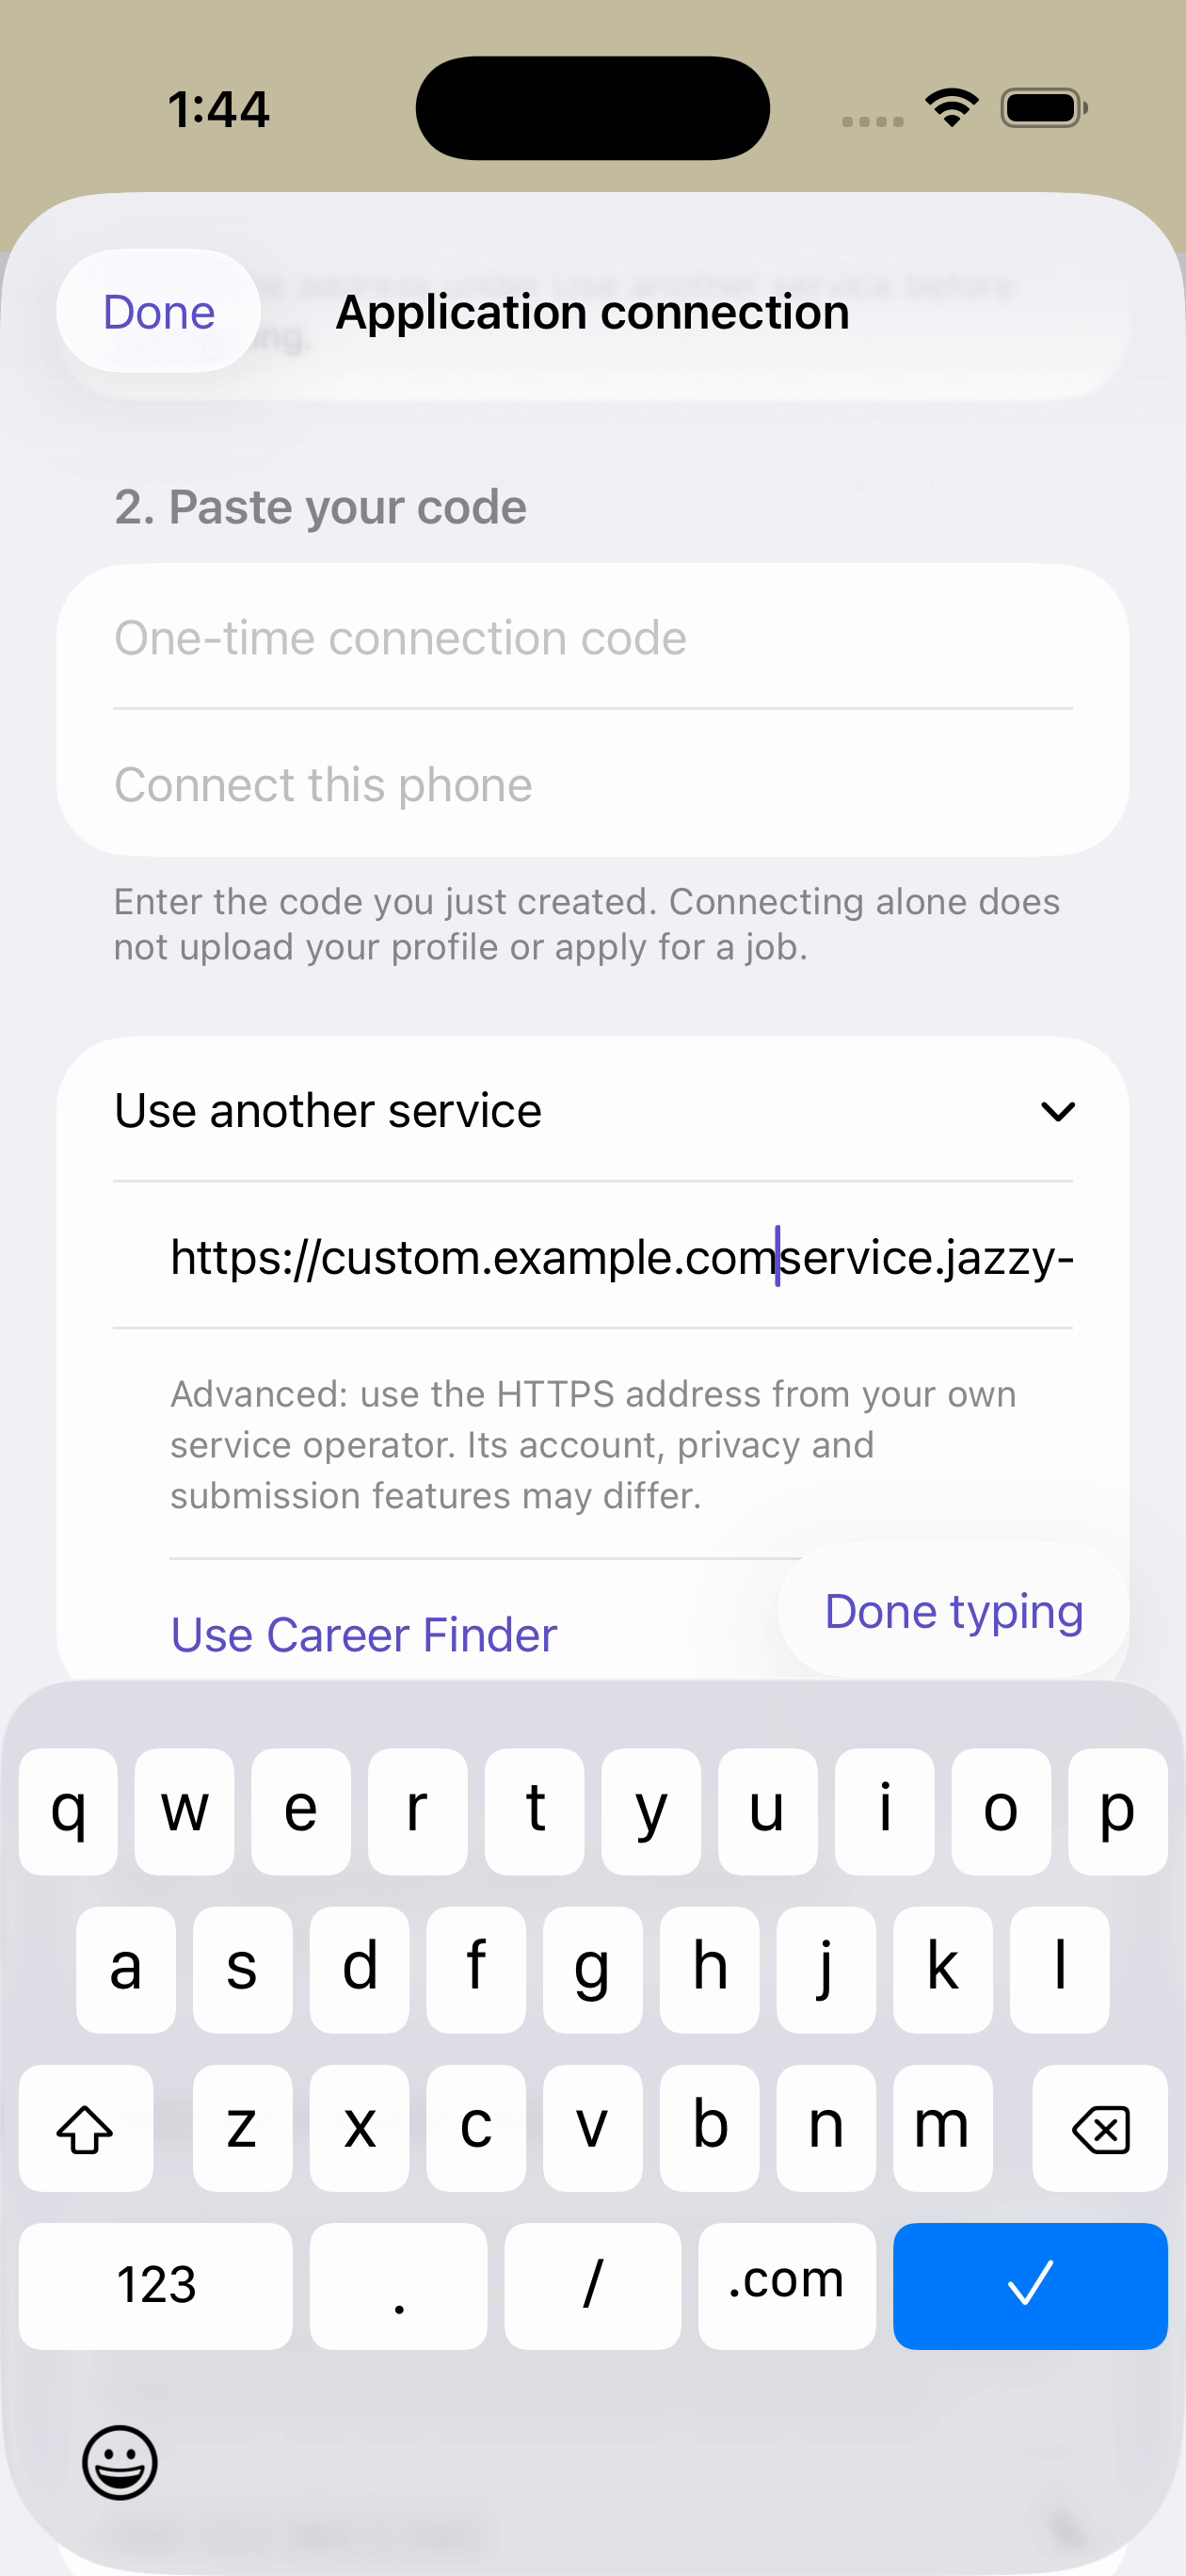 1:44
Done
Application connection
2. Paste your code
One-time connection code
Connect this phone
Enter the code you just created. Connecting alone does
not upload your profile or apply for a job.
Use another service
https://custom.example.comservice.jazzy-
Advanced: use the HTTPS address from your own
service operator. Its account, privacy and
submission features may differ.
Done typing
Use Career Finder
q w e r t y u i o p
a s d f g h j k l
z x c v b n m
123 . / .com